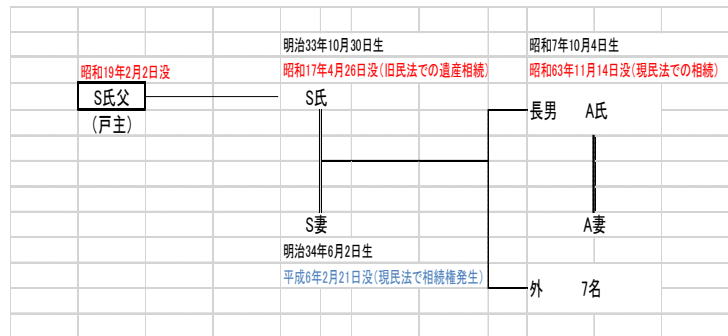 明治33年10月30日生
昭和7年10月4日生
昭和19年2月2日没
昭和17年4月26日没(旧民法での遺産相続)
昭和63年11月14日没(現民法での相続)
S氏父
S氏
長男 A氏
(戸主)
S妻
A妻
明治34年6月2日生
平成6年2月21日没(現民法で相続権発生)
外 7名